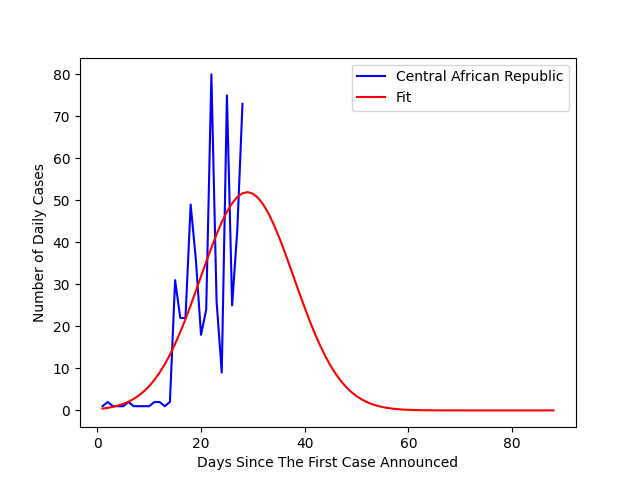 Central African Republic
Fit
80
70
60
50
40
30
20
10
0
Number of Daily Cases
0 20 40 60 80
Days Since The First Case Announced